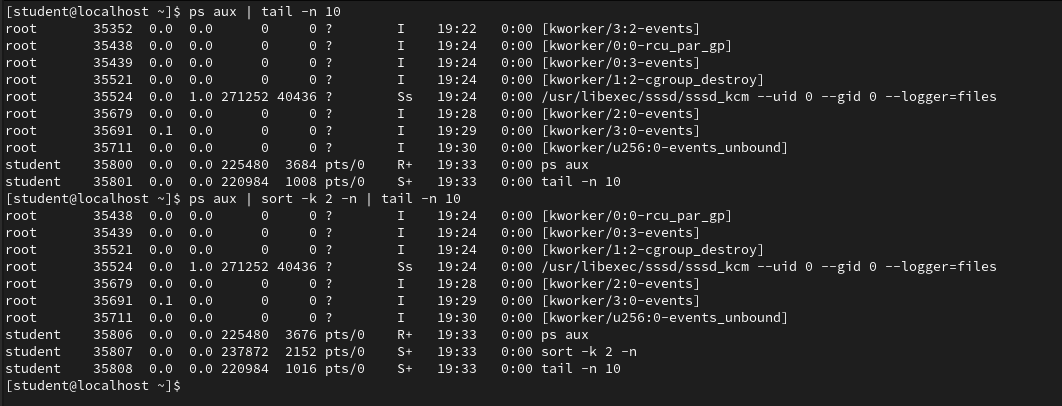 [student@localhost ~]$ ps aux | tail -n 10
root       35352  0.0  0.0      0     0 ?        I    19:22   0:00 [kworker/3:2-events]
root       35438  0.0  0.0      0     0 ?        I    19:24   0:00 [kworker/0:0-rcu_par_gp]
root       35439  0.0  0.0      0     0 ?        I    19:24   0:00 [kworker/0:3-events]
root       35521  0.0  0.0      0     0 ?        I    19:24   0:00 [kworker/1:2-cgroup_destroy]
root       35524  0.0  1.0 271252 40436 ?        Ss   19:24   0:00 /usr/libexec/sssd/sssd_kcm --uid 0 --gid 0 --logger=files
root       35679  0.0  0.0      0     0 ?        I    19:28   0:00 [kworker/2:0-events]
root       35691  0.1  0.0      0     0 ?        I    19:29   0:00 [kworker/3:0-events]
root       35711  0.0  0.0      0     0 ?        I    19:30   0:00 [kworker/u256:0-events_unbound]
student    35800  0.0  0.0 225480  3684 pts/0    R+   19:33   0:00 ps aux
student    35801  0.0  0.0 220984  1008 pts/0    S+   19:33   0:00 tail -n 10
[student@localhost ~]$ ps aux | sort -k 2 -n | tail -n 10
root       35438  0.0  0.0      0     0 ?        I    19:24   0:00 [kworker/0:0-rcu_par_gp]
root       35439  0.0  0.0      0     0 ?        I    19:24   0:00 [kworker/0:3-events]
root       35521  0.0  0.0      0     0 ?        I    19:24   0:00 [kworker/1:2-cgroup_destroy]
root       35524  0.0  1.0 271252 40436 ?        Ss   19:24   0:00 /usr/libexec/sssd/sssd_kcm --uid 0 --gid 0 --logger=files
root       35679  0.0  0.0      0     0 ?        I    19:28   0:00 [kworker/2:0-events]
root       35691  0.1  0.0      0     0 ?        I    19:29   0:00 [kworker/3:0-events]
root       35711  0.0  0.0      0     0 ?        I    19:30   0:00 [kworker/u256:0-events_unbound]
student    35806  0.0  0.0 225480  3676 pts/0    R+   19:33   0:00 ps aux
student    35807  0.0  0.0 237872  2152 pts/0    S+   19:33   0:00 sort -k 2 -n
student    35808  0.0  0.0 220984  1016 pts/0    S+   19:33   0:00 tail -n 10
[student@localhost ~]$